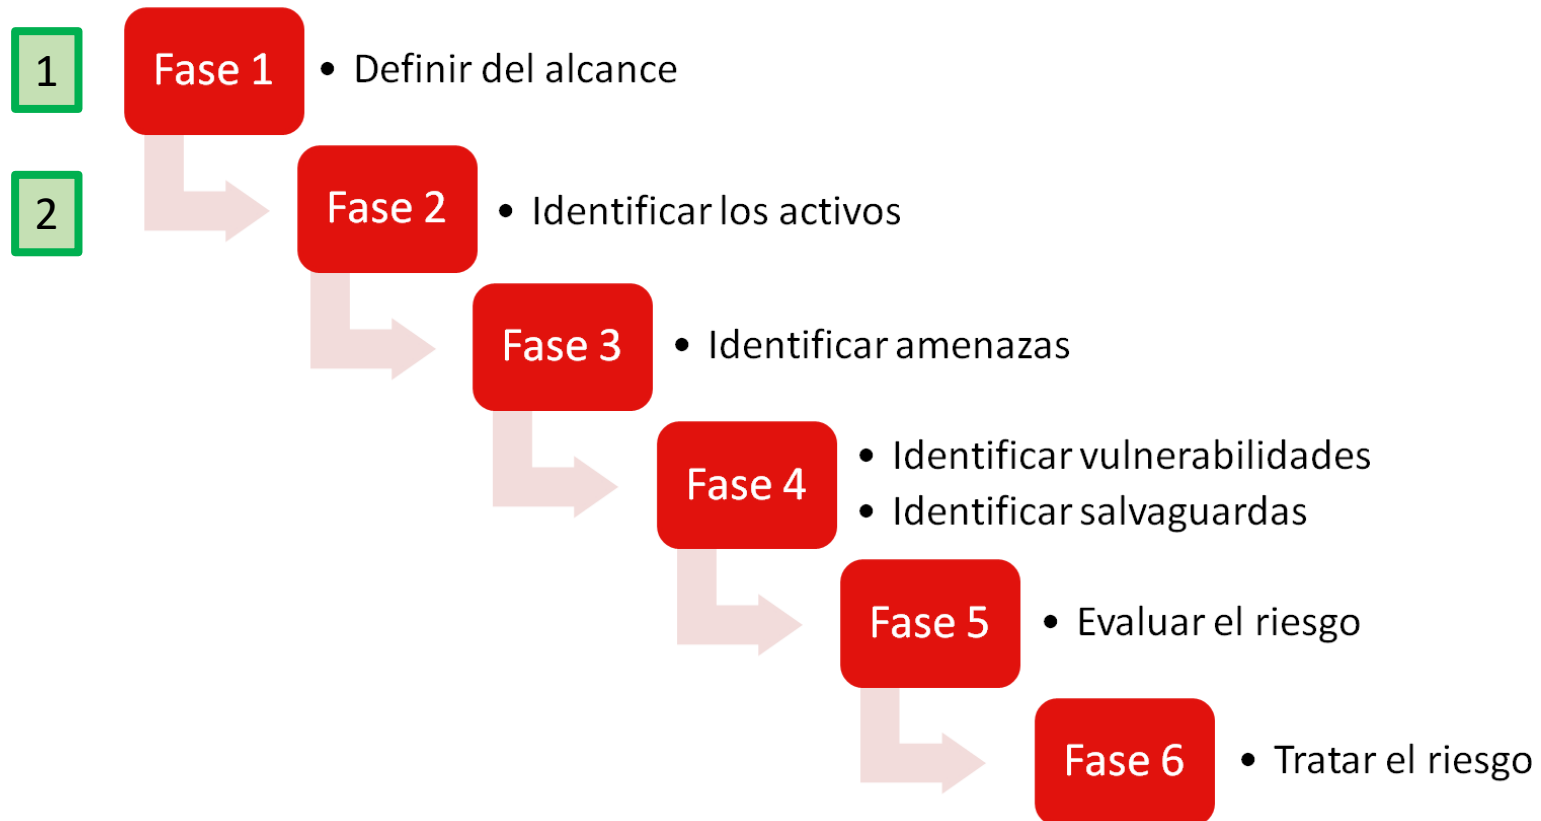 1
Fase 1
• Definir del alcance
2
Fase 2
• Identificar los activos
Fase 3
• Identificar amenazas
Fase 4
• Identificar vulnerabilidades
• Identificar salvaguardas
Fase 5
• Evaluar el riesgo
Fase 6
• Tratar el riesgo